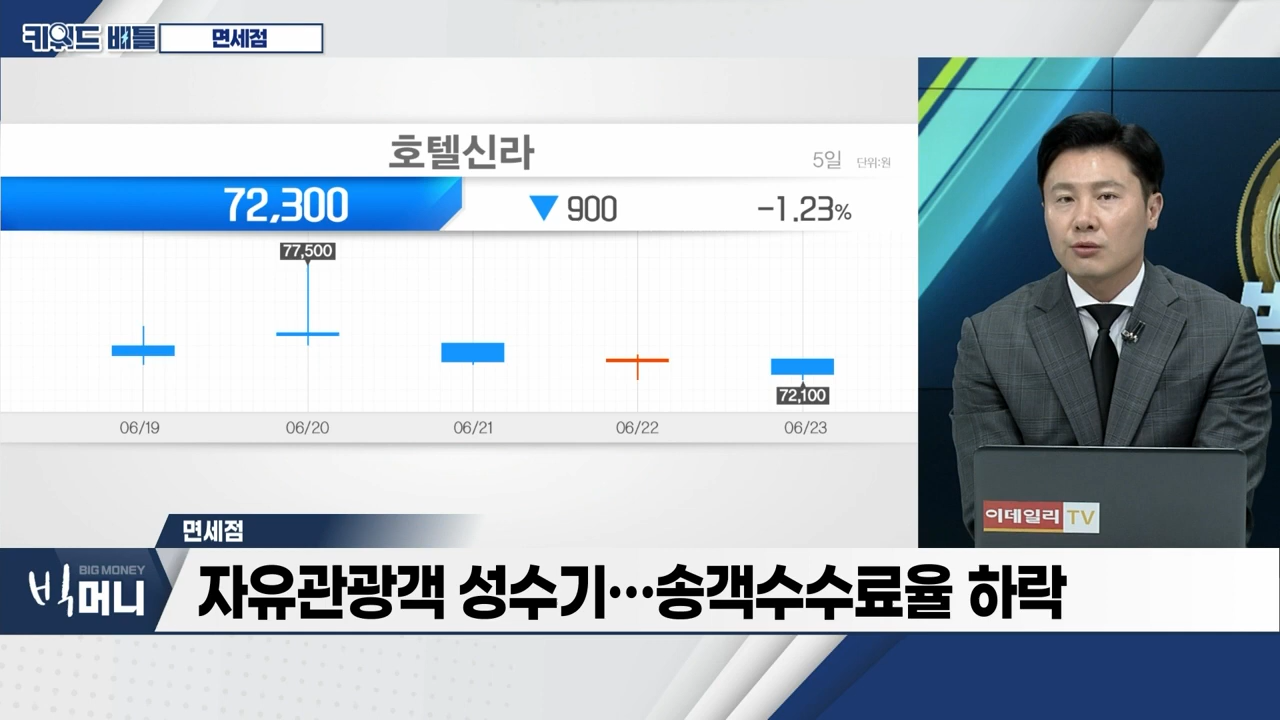 키워드 배틀
면세점
호텔신라
5일 단위:원
72,300
▼ 900
-1.23%
77,500
72,100
06/19
06/20
06/21
06/22
06/23
이데일리 TV
면세점
BIG MONEY
빅머니
자유관광객 성수기…송객수수료율 하락